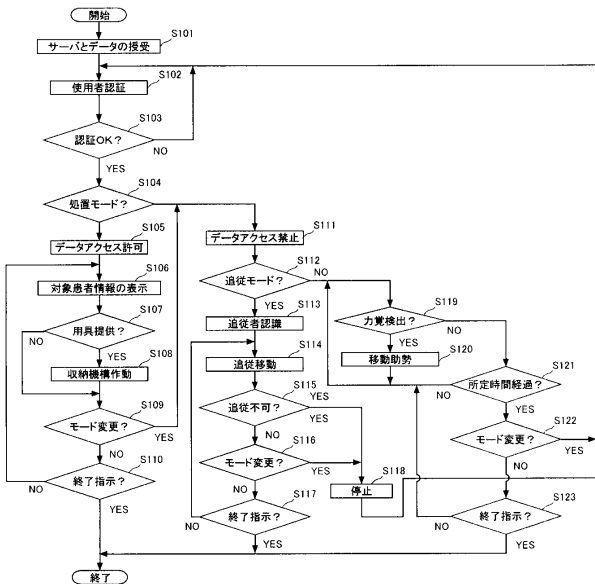 開始
S101
サーバとデータの授受
S102
使用者認証
S103
認証OK?
NO
YES
S104
処置モード?
S105
データアクセス許可
S106
対象患者情報の表示
S107
用具提供?
NO
YES
S108
収納機構作動
S109
モード変更?
YES
NO
S110
終了指示?
NO
YES
終了
S111
データアクセス禁止
S112
追従モード?
NO
YES
S113
追従者認識
S114
追従移動
S115
追従不可?
YES
NO
S116
モード変更?
YES
NO
S117
終了指示?
NO
YES
S118
停止
S119
力覚検出?
NO
YES
S120
移動助勢
S121
所定時間経過?
NO
YES
S122
モード変更?
YES
NO
S123
終了指示?
NO
YES